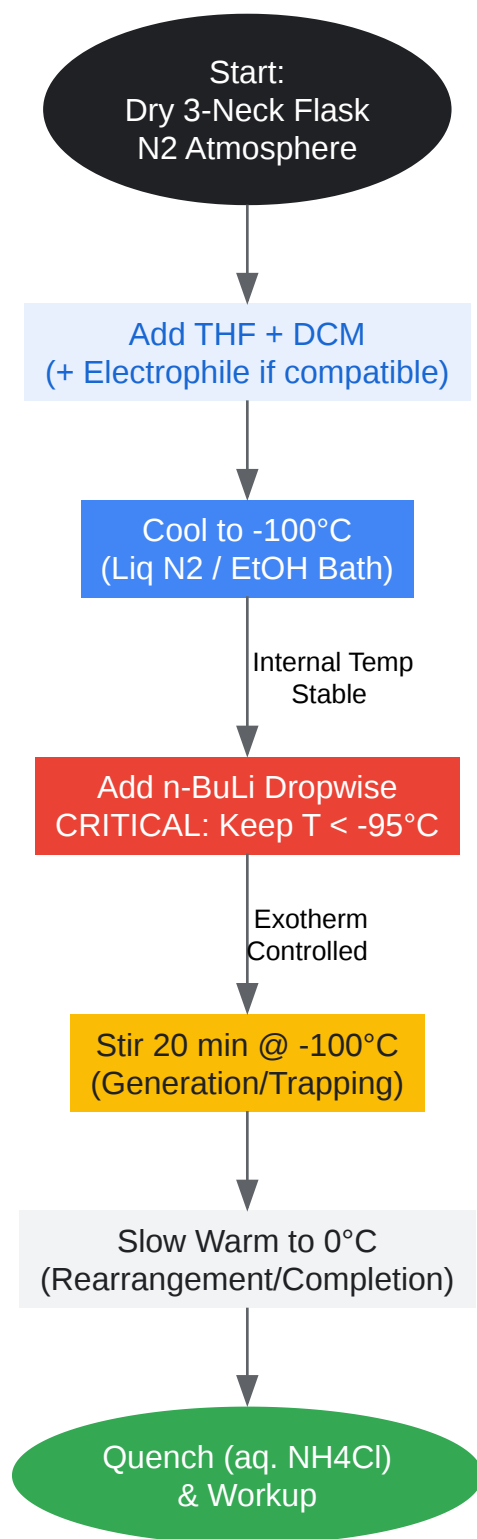 Start:
Dry 3-Neck Flask
N2 Atmosphere
Add THF + DCM
(+ Electrophile if compatible)
Cool to -100°C
(Liq N2 / EtOH Bath)
Internal Temp
Stable
Add n-BuLi Dropwise
CRITICAL: Keep T < -95°C
Exotherm
Controlled
Stir 20 min @ -100°C
(Generation/Trapping)
Slow Warm to 0°C
(Rearrangement/Completion)
Quench (aq. NH4Cl)
& Workup